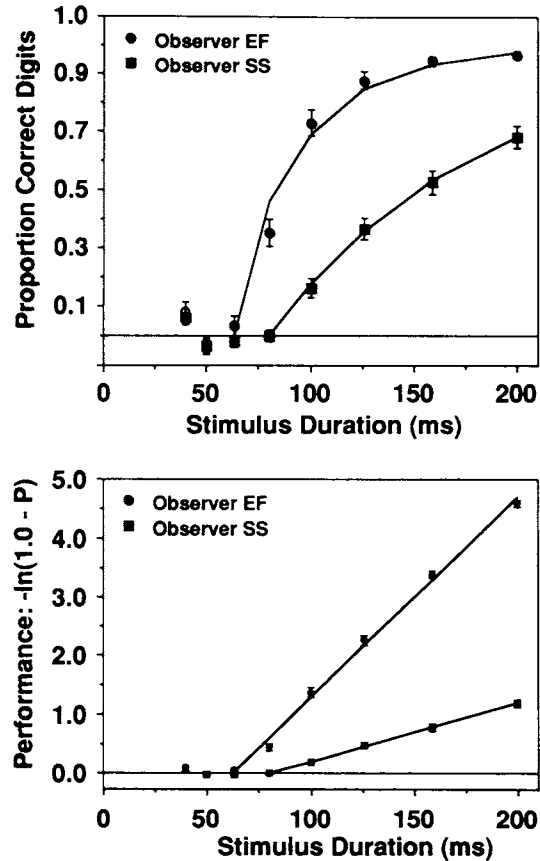 1.0
0.9
0.7
0.5
0.3
0.1
Proportion Correct Digits
Observer EF
Observer SS
0 50 100 150 200
Stimulus Duration (ms)
5.0
4.0
3.0
2.0
1.0
0.0
Performance: -ln(1.0 - P)
Observer EF
Observer SS
0 50 100 150 200
Stimulus Duration (ms)